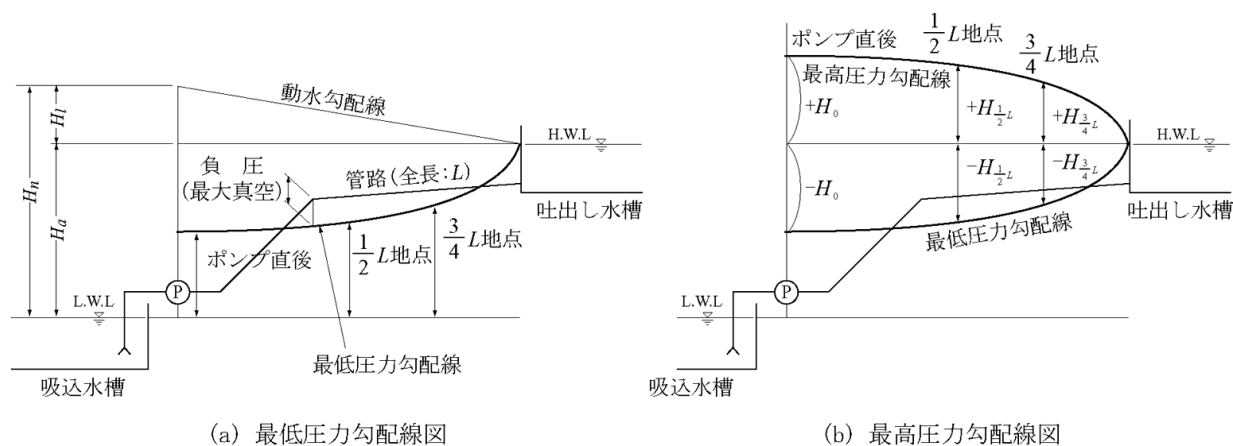 動水勾配線
H_l
H_n
H_a
H.W.L
負 圧
(最大真空)
管路(全長:L)
吐出し水槽
ポンプ直後
1/2 L地点
3/4 L地点
P
L.W.L
最低圧力勾配線
吸込水槽
(a) 最低圧力勾配線図
ポンプ直後
1/2 L地点
3/4 L地点
最高圧力勾配線
+H_0
+H_{1/2 L}
+H_{3/4 L}
H.W.L
-H_0
-H_{1/2 L}
-H_{3/4 L}
吐出し水槽
最低圧力勾配線
P
L.W.L
吸込水槽
(b) 最高圧力勾配線図